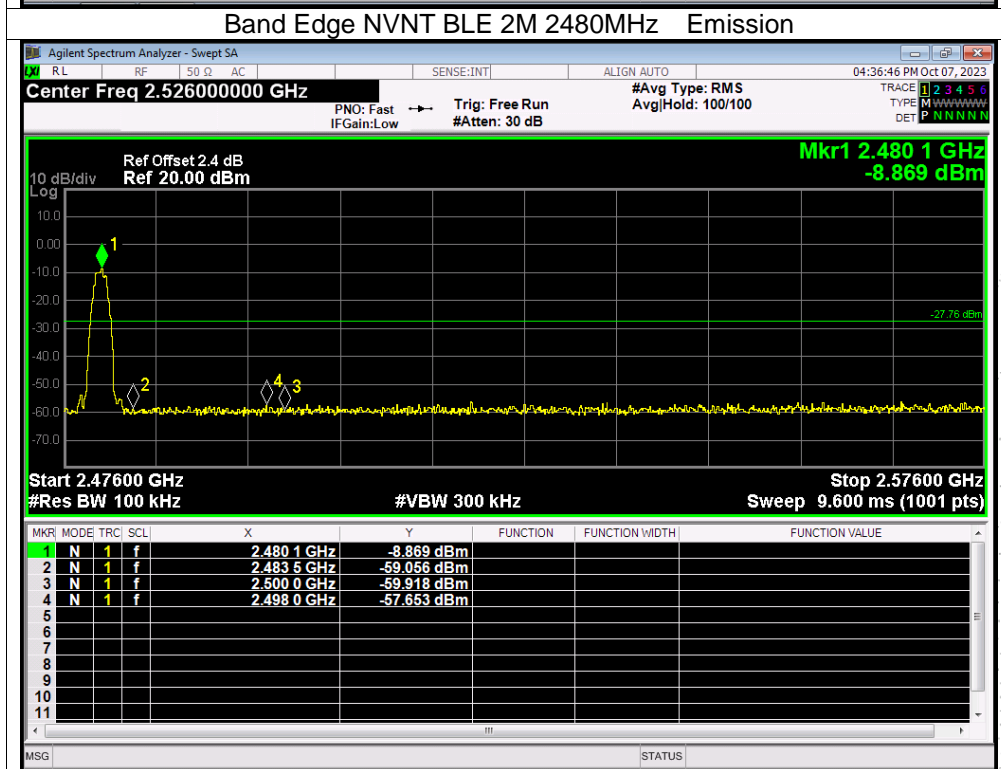 Band Edge NVNT BLE 2M 2480MHz Emission
Agilent Spectrum Analyzer - Swept SA
LXI RL RF 50 Ω AC SENSE:INT ALIGN AUTO 04:36:46 PM Oct 07, 2023
Center Freq 2.526000000 GHz #Avg Type: RMS TRACE 1 2 3 4 5 6
PNO: Fast Trig: Free Run Avg|Hold: 100/100 TYPE M WWWWW
IFGain:Low #Atten: 30 dB DET P N N N N N
Mkr1 2.480 1 GHz
Ref Offset 2.4 dB
10 dB/div Ref 20.00 dBm -8.869 dBm
Log
10.0
0.00
1
-10.0
-20.0
-27.76 dBm
-30.0
-40.0
-50.0 2 4 3
-60.0
-70.0
Start 2.47600 GHz Stop 2.57600 GHz
#Res BW 100 kHz #VBW 300 kHz Sweep 9.600 ms (1001 pts)
MKR MODE TRC SCL X Y FUNCTION FUNCTION WIDTH FUNCTION VALUE
1 N 1 f 2.480 1 GHz -8.869 dBm
2 N 1 f 2.483 5 GHz -59.056 dBm
3 N 1 f 2.500 0 GHz -59.918 dBm
4 N 1 f 2.498 0 GHz -57.653 dBm
5
6
7
8
9
10
11
MSG STATUS